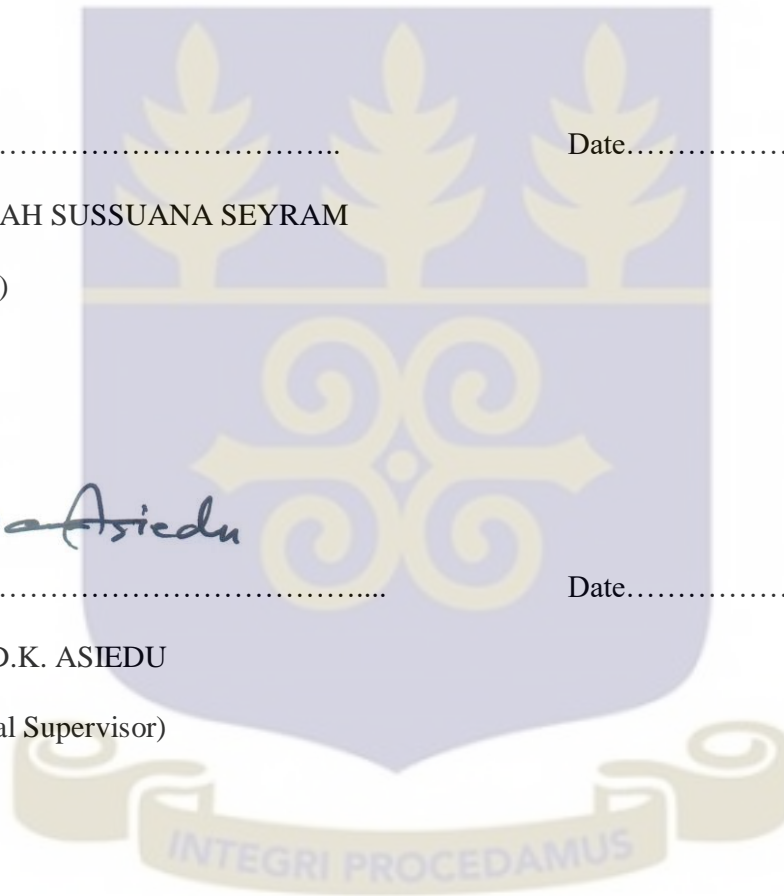 ……………………………….. Date……………
AH SUSSUANA SEYRAM
)
Asiedu
………………………………….... Date……………
D.K. ASIEDU
al Supervisor)
INTEGRI PROCEDAMUS